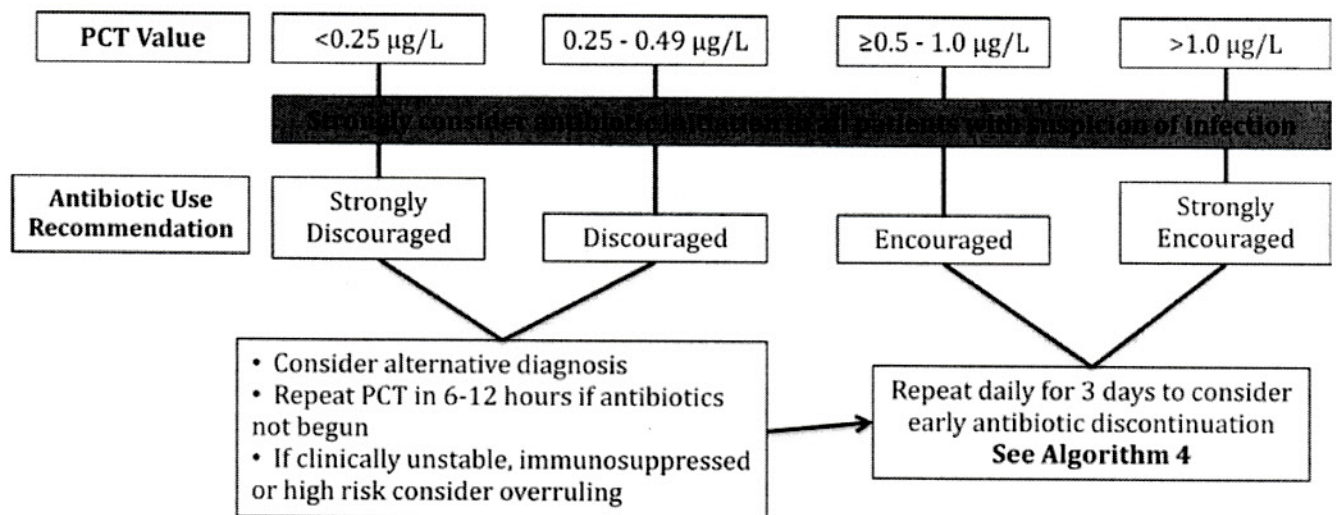 PCT Value
<0.25 µg/L
0.25 - 0.49 µg/L
≥0.5 - 1.0 µg/L
>1.0 µg/L
Strongly consider antibiotic initiation in all patients with suspicion of infection
Antibiotic Use
Recommendation
Strongly
Discouraged
Discouraged
Encouraged
Strongly
Encouraged
• Consider alternative diagnosis
• Repeat PCT in 6-12 hours if antibiotics
not begun
• If clinically unstable, immunosuppressed
or high risk consider overruling
Repeat daily for 3 days to consider
early antibiotic discontinuation
See Algorithm 4